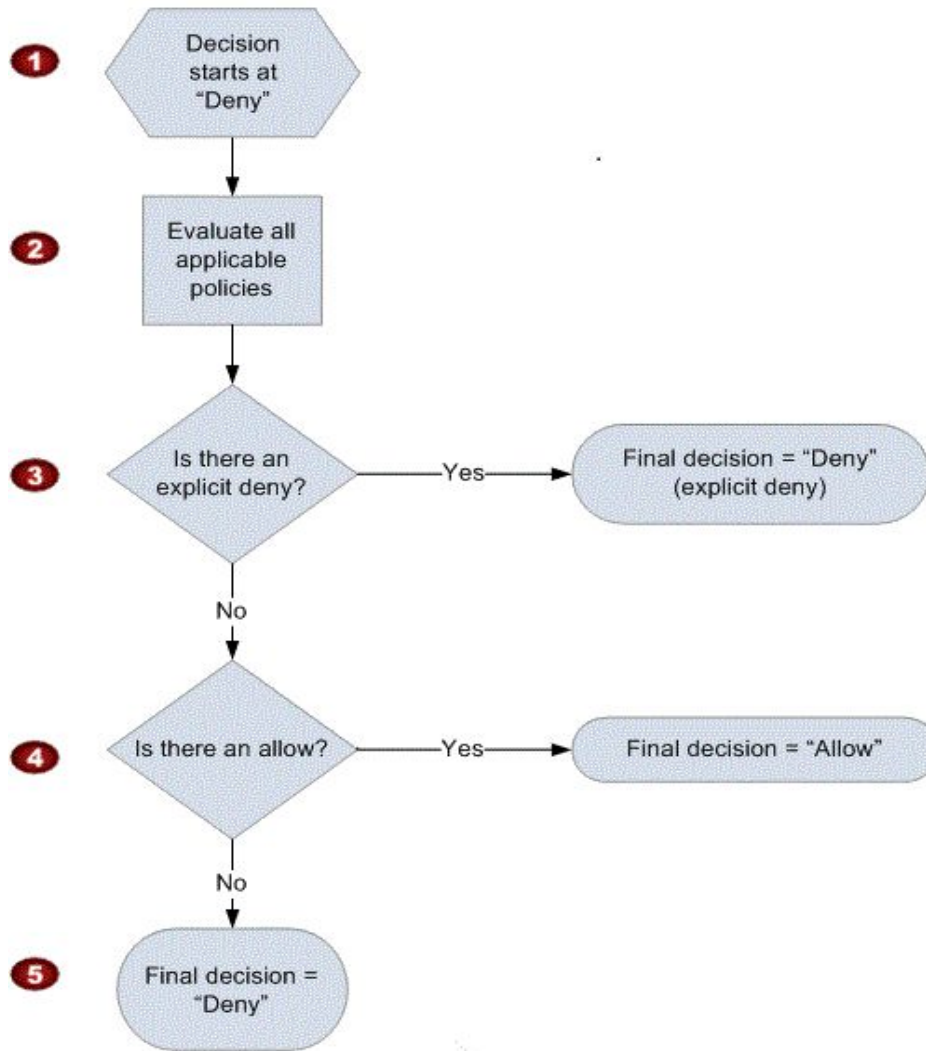 1
Decision
starts at
“Deny”
2
Evaluate all
applicable
policies
3
Is there an
explicit deny?
Yes
Final decision = “Deny”
(explicit deny)
No
4
Is there an allow?
Yes
Final decision = “Allow”
No
5
Final decision =
“Deny”